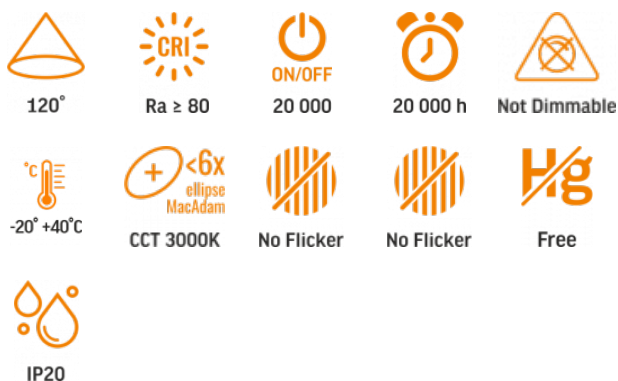 CRI
ON/OFF
120° Ra ≥ 80 20 000 20 000 h Not Dimmable
°C <6x
ellipse
MacAdam
Hg
-20° +40°C CCT 3000K No Flicker No Flicker Free
IP20